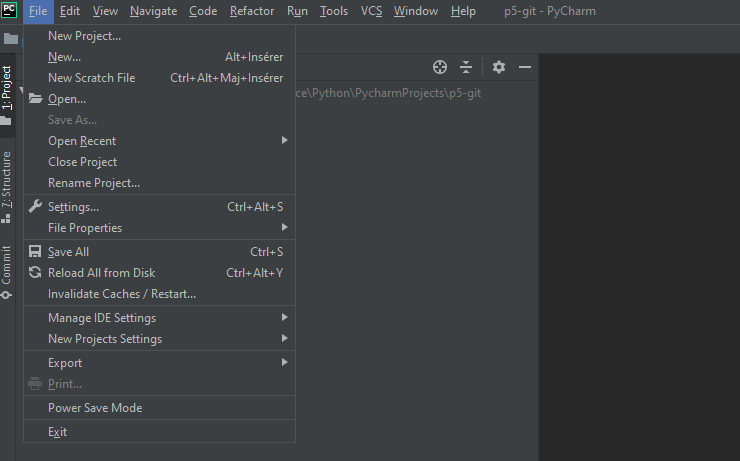 PC
File Edit View Navigate Code Refactor Run Tools VCS Window Help p5-git - PyCharm
New Project...
New... Alt+Insérer
New Scratch File Ctrl+Alt+Maj+Insérer
Open...
ce\Python\PycharmProjects\p5-git
Save As...
Open Recent
Close Project
Rename Project...
Settings... Ctrl+Alt+S
File Properties
Save All Ctrl+S
Reload All from Disk Ctrl+Alt+Y
Invalidate Caches / Restart...
Manage IDE Settings
New Projects Settings
Export
Print...
Power Save Mode
Exit
1: Project
7: Structure
Commit